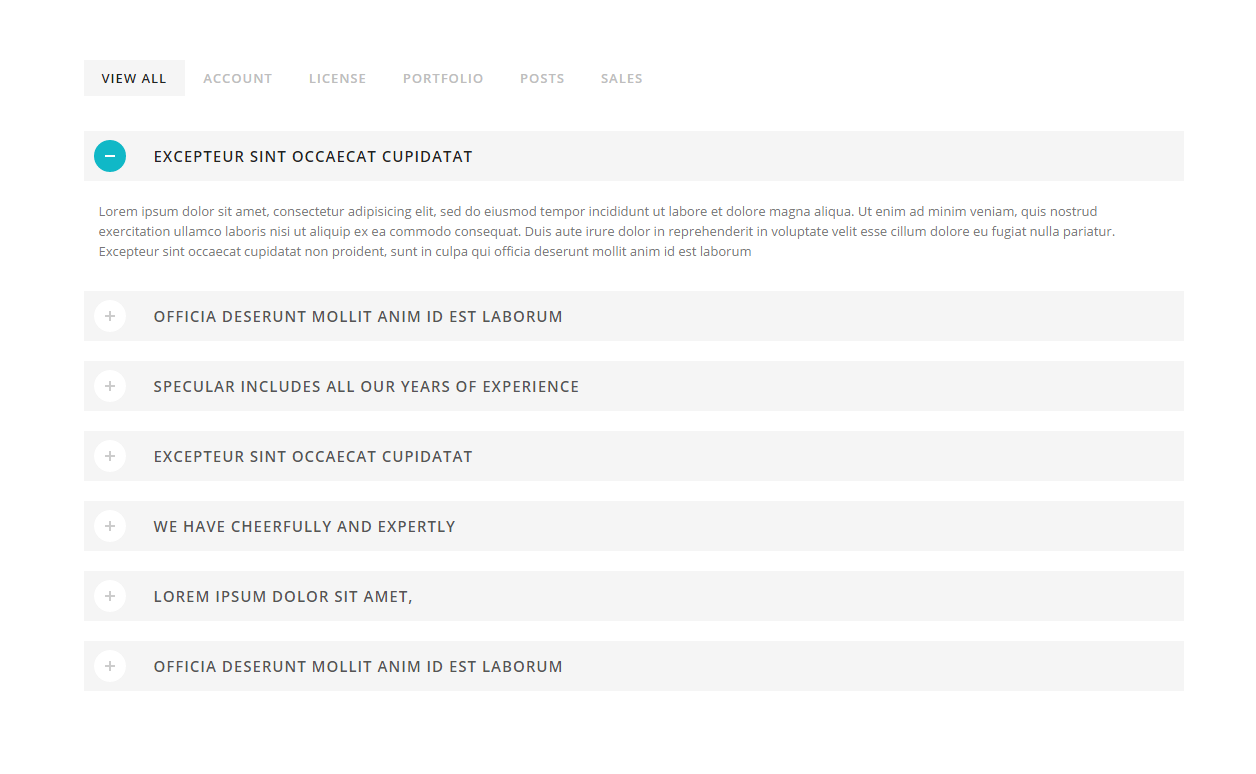 VIEW ALL ACCOUNT LICENSE PORTFOLIO POSTS SALES
EXCEPTEUR SINT OCCAECAT CUPIDATAT
Lorem ipsum dolor sit amet, consectetur adipisicing elit, sed do eiusmod tempor incididunt ut labore et dolore magna aliqua. Ut enim ad minim veniam, quis nostrud
exercitation ullamco laboris nisi ut aliquip ex ea commodo consequat. Duis aute irure dolor in reprehenderit in voluptate velit esse cillum dolore eu fugiat nulla pariatur.
Excepteur sint occaecat cupidatat non proident, sunt in culpa qui officia deserunt mollit anim id est laborum
OFFICIA DESERUNT MOLLIT ANIM ID EST LABORUM
SPECULAR INCLUDES ALL OUR YEARS OF EXPERIENCE
EXCEPTEUR SINT OCCAECAT CUPIDATAT
WE HAVE CHEERFULLY AND EXPERTLY
LOREM IPSUM DOLOR SIT AMET,
OFFICIA DESERUNT MOLLIT ANIM ID EST LABORUM